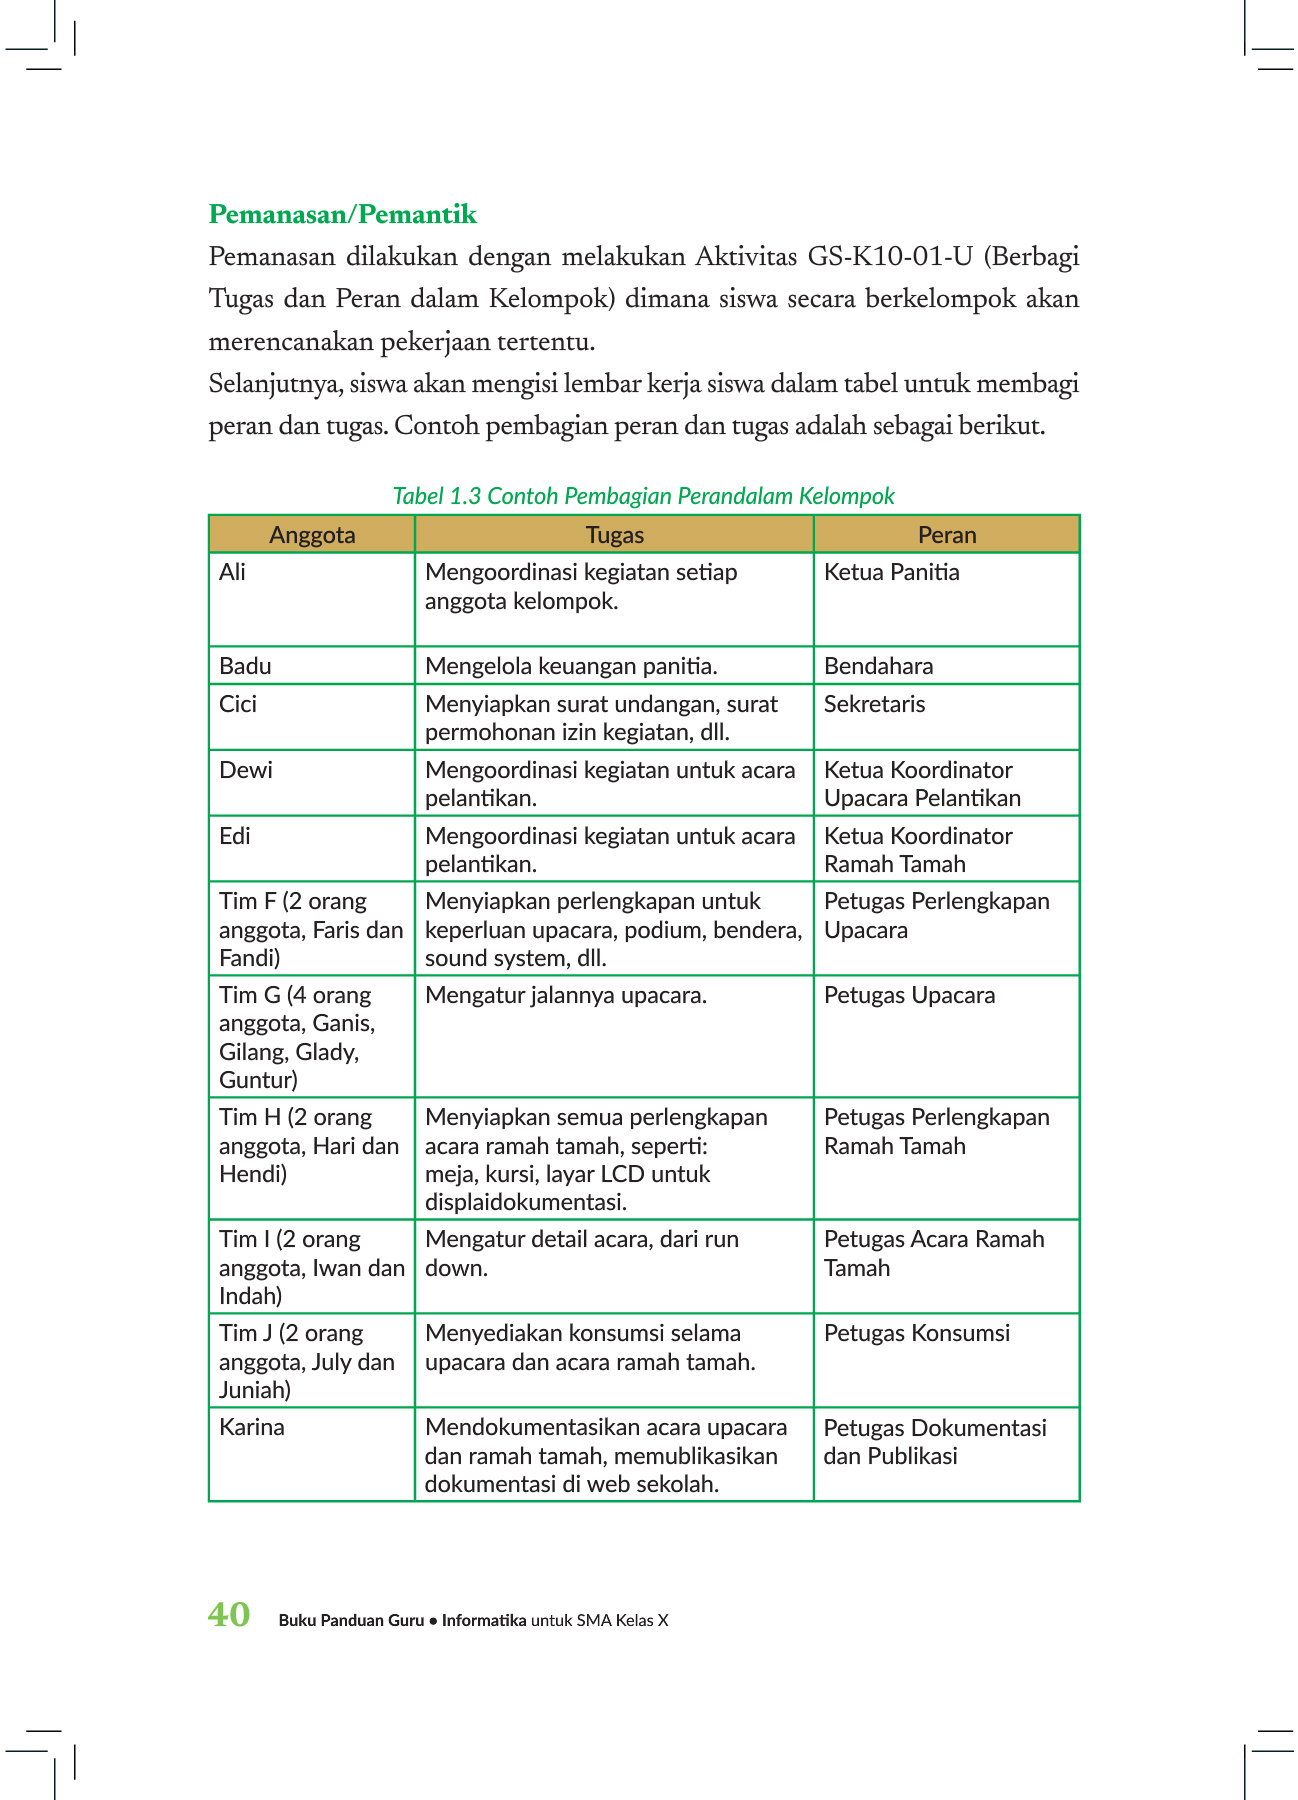 Pemanasan/Pemantik
Pemanasan dilakukan dengan melakukan Aktivitas GS-K10-01-U (Berbagi
Tugas dan Peran dalam Kelompok) dimana siswa secara berkelompok akan
merencanakan pekerjaan tertentu.
Selanjutnya, siswa akan mengisi lembar kerja siswa dalam tabel untuk membagi
peran dan tugas. Contoh pembagian peran dan tugas adalah sebagai berikut.
Tabel 1.3 Contoh Pembagian Perandalam Kelompok
Anggota
Tugas
Peran
Ali
Mengoordinasi kegiatan setiap
anggota kelompok.
Ketua Panitia
Badu
Mengelola keuangan panitia.
Bendahara
Cici
Menyiapkan surat undangan, surat
permohonan izin kegiatan, dll.
Sekretaris
Dewi
Mengoordinasi kegiatan untuk acara
pelantikan.
Ketua Koordinator
Upacara Pelantikan
Edi
Mengoordinasi kegiatan untuk acara
pelantikan.
Ketua Koordinator
Ramah Tamah
Tim F (2 orang
anggota, Faris dan
Fandi)
Menyiapkan perlengkapan untuk
keperluan upacara, podium, bendera,
sound system, dll.
Petugas Perlengkapan
Upacara
Tim G (4 orang
anggota, Ganis,
Gilang, Glady,
Guntur)
Mengatur jalannya upacara.
Petugas Upacara
Tim H (2 orang
anggota, Hari dan
Hendi)
Menyiapkan semua perlengkapan
acara ramah tamah, seperti:
meja, kursi, layar LCD untuk
displaidokumentasi.
Petugas Perlengkapan
Ramah Tamah
Tim I (2 orang
anggota, Iwan dan
Indah)
Mengatur detail acara, dari run
down.
Petugas Acara Ramah
Tamah
Tim J (2 orang
anggota, July dan
Juniah)
Menyediakan konsumsi selama
upacara dan acara ramah tamah.
Petugas Konsumsi
Karina
Mendokumentasikan acara upacara
dan ramah tamah, memublikasikan
dokumentasi di web sekolah.
Petugas Dokumentasi
dan Publikasi
40 Buku Panduan Guru • Informatika untuk SMA Kelas X